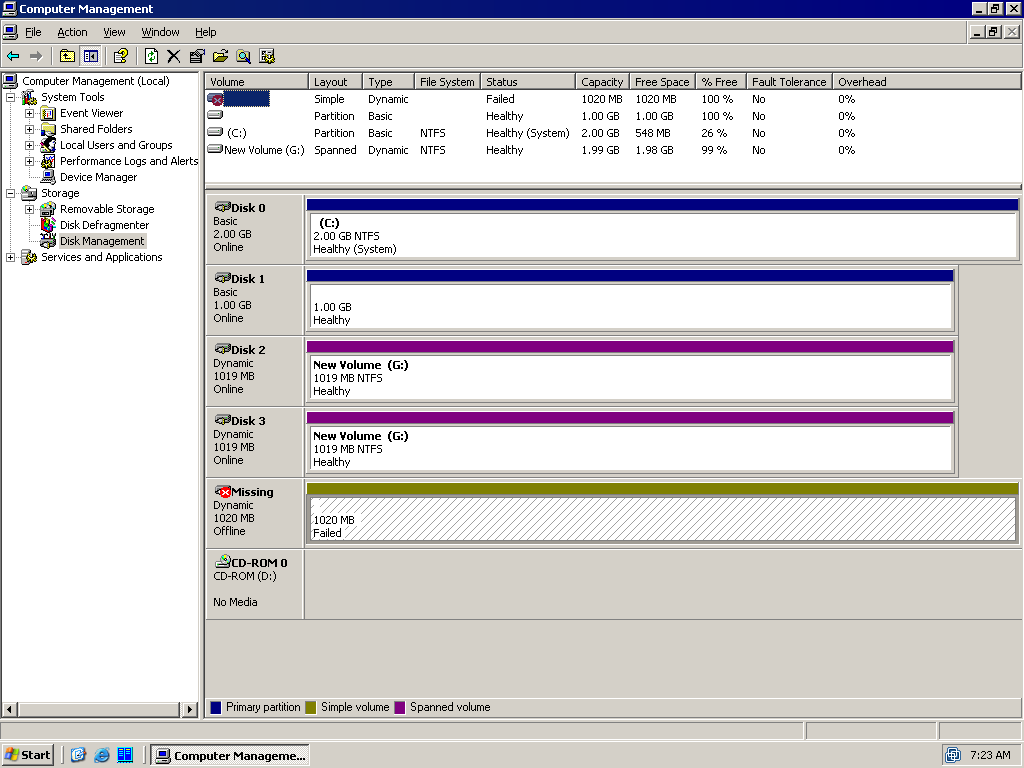 Computer Management
File Action View Window Help
Computer Management (Local)
System Tools
Event Viewer
Shared Folders
Local Users and Groups
Performance Logs and Alerts
Device Manager
Storage
Removable Storage
Disk Defragmenter
Disk Management
Services and Applications
Volume Layout Type File System Status Capacity Free Space % Free Fault Tolerance Overhead
Simple Dynamic Failed 1020 MB 1020 MB 100 % No 0%
Partition Basic Healthy 1.00 GB 1.00 GB 100 % No 0%
(C:) Partition Basic NTFS Healthy (System) 2.00 GB 548 MB 26 % No 0%
New Volume (G:) Spanned Dynamic NTFS Healthy 1.99 GB 1.98 GB 99 % No 0%
Disk 0
Basic
2.00 GB
Online
(C:)
2.00 GB NTFS
Healthy (System)
Disk 1
Basic
1.00 GB
Online
1.00 GB
Healthy
Disk 2
Dynamic
1019 MB
Online
New Volume (G:)
1019 MB NTFS
Healthy
Disk 3
Dynamic
1019 MB
Online
New Volume (G:)
1019 MB NTFS
Healthy
Missing
Dynamic
1020 MB
Offline
1020 MB
Failed
CD-ROM 0
CD-ROM (D:)
No Media
Primary partition Simple volume Spanned volume
Start Computer Manageme... 7:23 AM